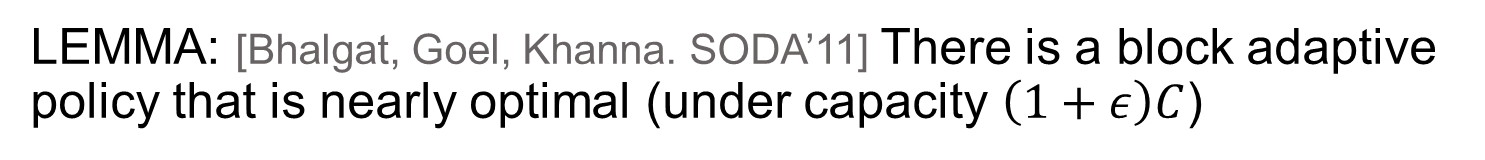 LEMMA: [Bhalgat, Goel, Khanna. SODA’11] There is a block adaptive
policy that is nearly optimal (under capacity (1 + ϵ)C)